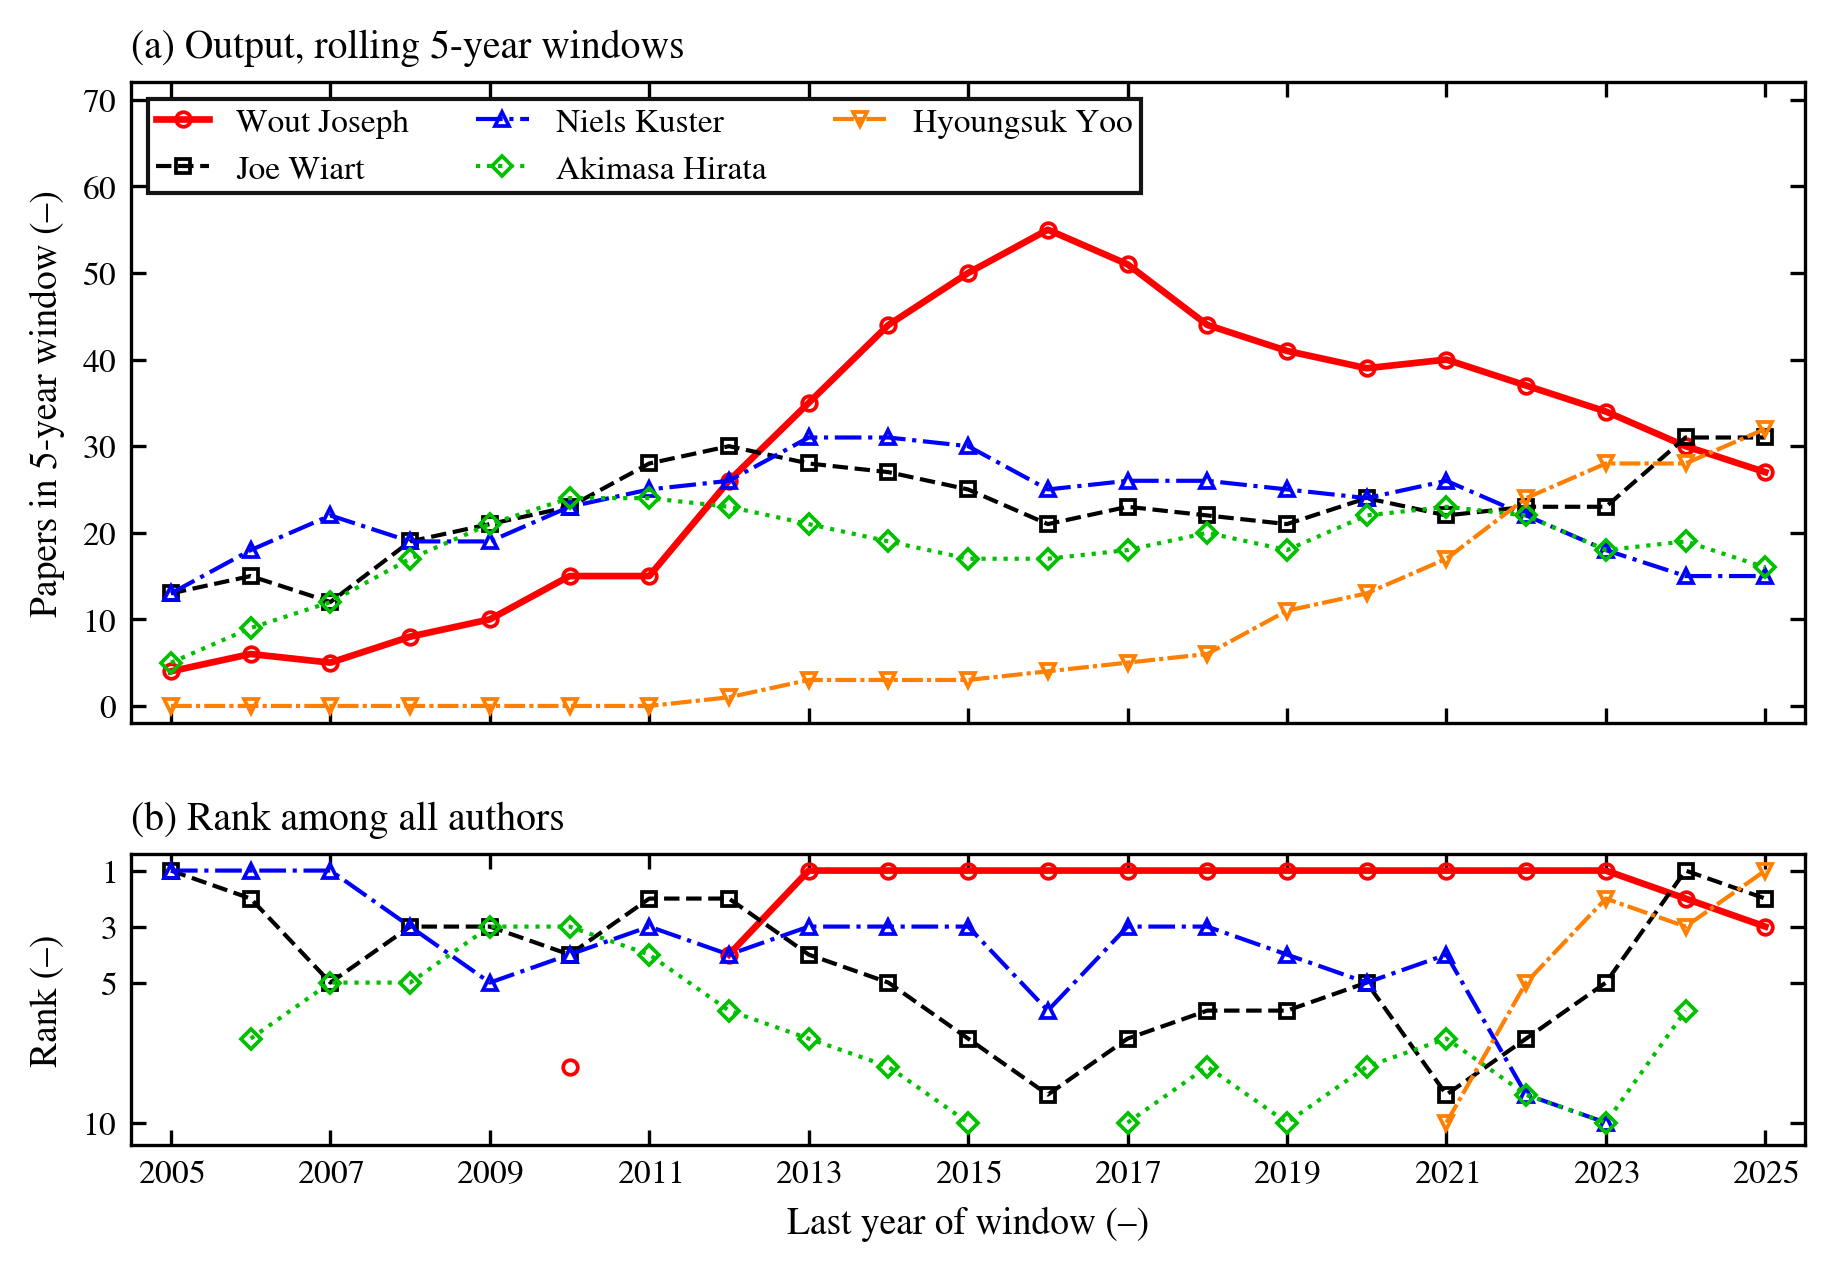 (a) Output, rolling 5-year windows
Papers in 5-year window (–)
70
60
50
40
30
20
10
0
Wout Joseph
Joe Wiart
Niels Kuster
Akimasa Hirata
Hyoungsuk Yoo
(b) Rank among all authors
Rank (–)
1
3
5
10
2005 2007 2009 2011 2013 2015 2017 2019 2021 2023 2025
Last year of window (–)